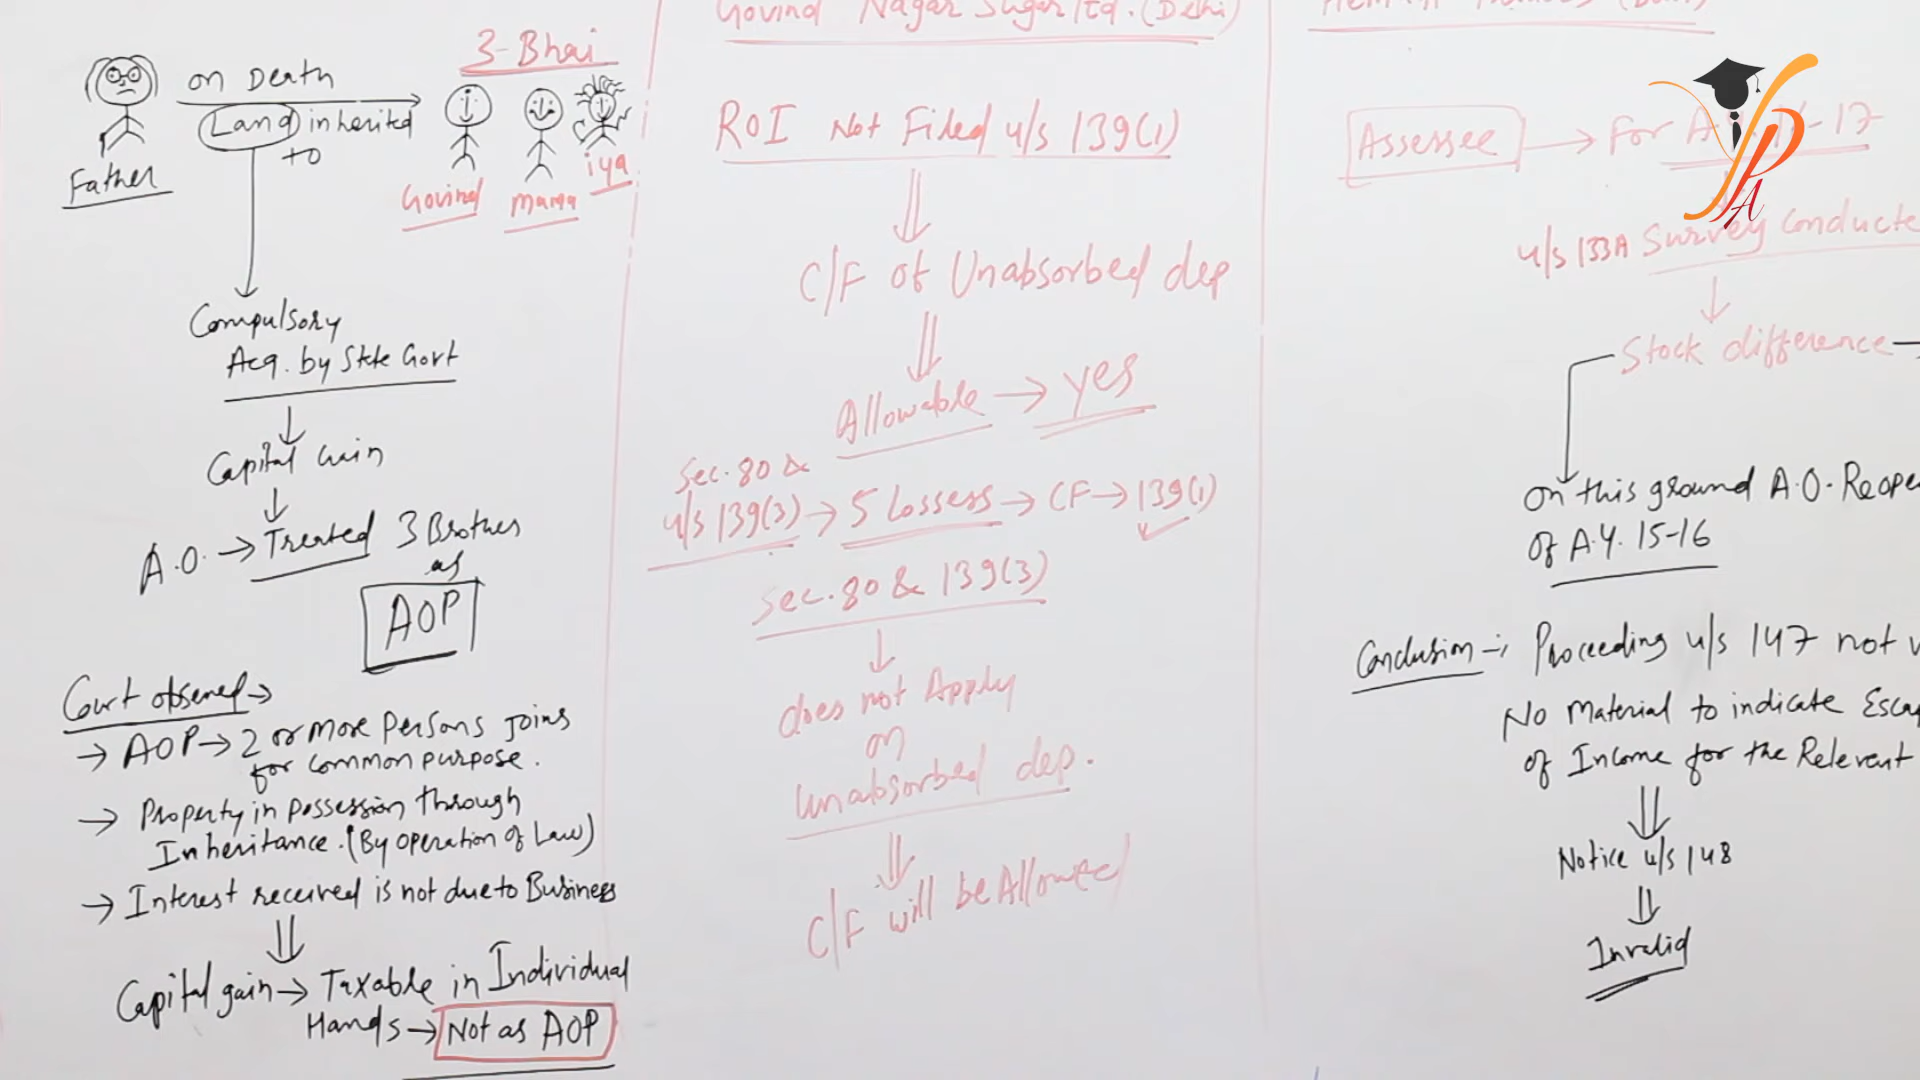 3-Bhai
on Death
Land inherited
to
Father
Govind
Mama
iya
Compulsory
Acq. by State Govt
Capital Gain
A.O. → Treated 3 Brothers
as
AOP
Court observed →
→ AOP → 2 or more Persons joins
for common purpose.
→ Property in possession through
Inheritance. (By operation of Law)
→ Interest received is not due to Business
Capital gain → Taxable in Individual
Hands → Not as AOP
Govind Nagar Sugar Ltd. (Delhi)
ROI Not Filed u/s 139(1)
C/F of Unabsorbed dep
Allowable → yes
Sec. 80 &
u/s 139(3) → 5 Lossess → CF → 139(1)
Sec. 80 & 139(3)
does not Apply
on
Unabsorbed dep.
C/F will be Allowed
Assessee → For A. -17
u/s 133A Survey Conducte
Stock difference
on this ground A.O. Reope
of A.Y. 15-16
Conclusion -: Proceeding u/s 147 not v
No Material to indicate Escap
of Income for the Relevant
Notice u/s 148
Invalid